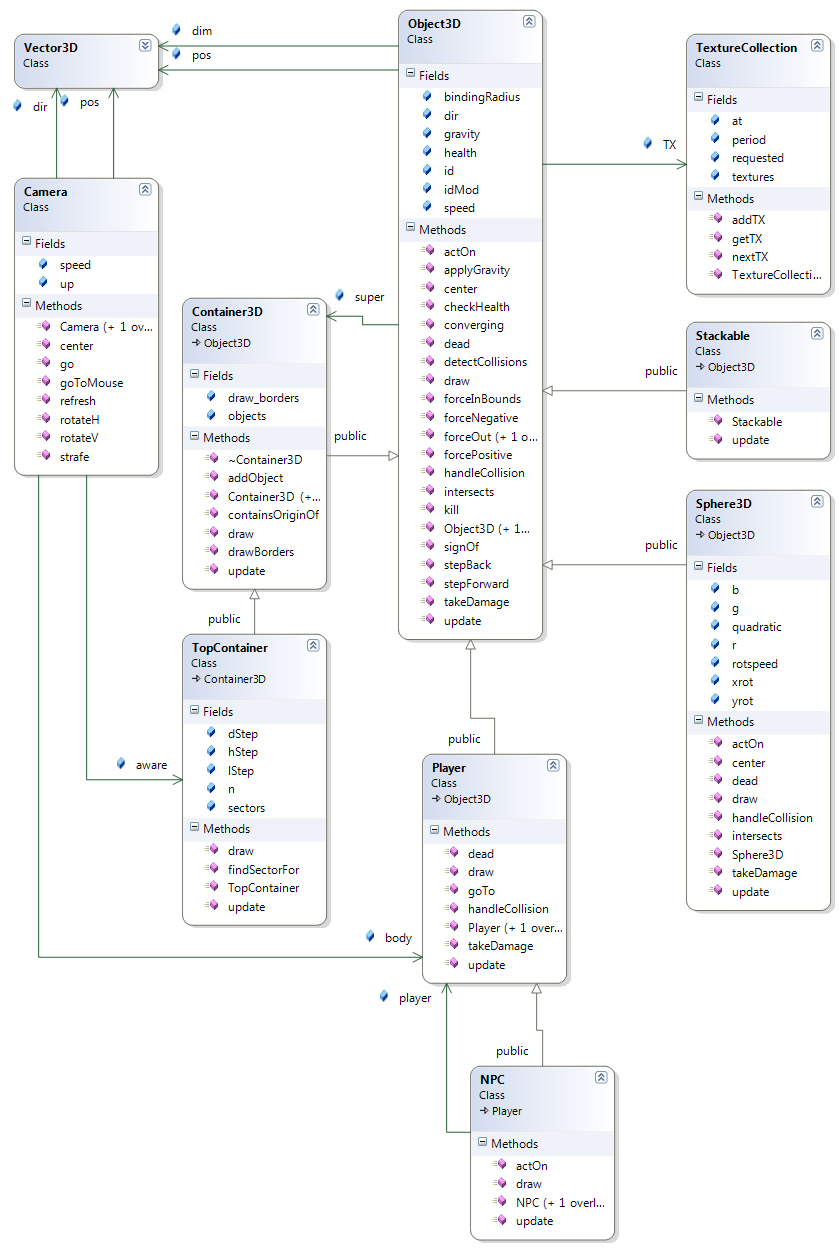 Vector3D
Class
dim
pos
dir
pos
Camera
Class
Fields
speed
up
Methods
Camera (+ 1 ov...
center
go
goToMouse
refresh
rotateH
rotateV
strafe
Object3D
Class
Fields
bindingRadius
dir
gravity
health
id
idMod
speed
Methods
actOn
applyGravity
center
checkHealth
converging
dead
detectCollisions
draw
forceInBounds
forceNegative
forceOut (+ 1 o...
forcePositive
handleCollision
intersects
kill
Object3D (+ 1...
signOf
stepBack
stepForward
takeDamage
update
TX
TextureCollection
Class
Fields
at
period
requested
textures
Methods
addTX
getTX
nextTX
TextureCollecti...
super
Container3D
Class
Object3D
Fields
draw_borders
objects
Methods
~Container3D
addObject
Container3D (+...
containsOriginOf
draw
drawBorders
update
public
public
Stackable
Class
Object3D
Methods
Stackable
update
public
Sphere3D
Class
Object3D
Fields
b
g
quadratic
r
rotspeed
xrot
yrot
Methods
actOn
center
dead
draw
handleCollision
intersects
Sphere3D
takeDamage
update
public
TopContainer
Class
Container3D
Fields
dStep
hStep
lStep
n
sectors
Methods
draw
findSectorFor
TopContainer
update
aware
public
Player
Class
Object3D
Methods
dead
draw
goTo
handleCollision
Player (+ 1 over...
takeDamage
update
body
player
public
NPC
Class
Player
Methods
actOn
draw
NPC (+ 1 overl...
update